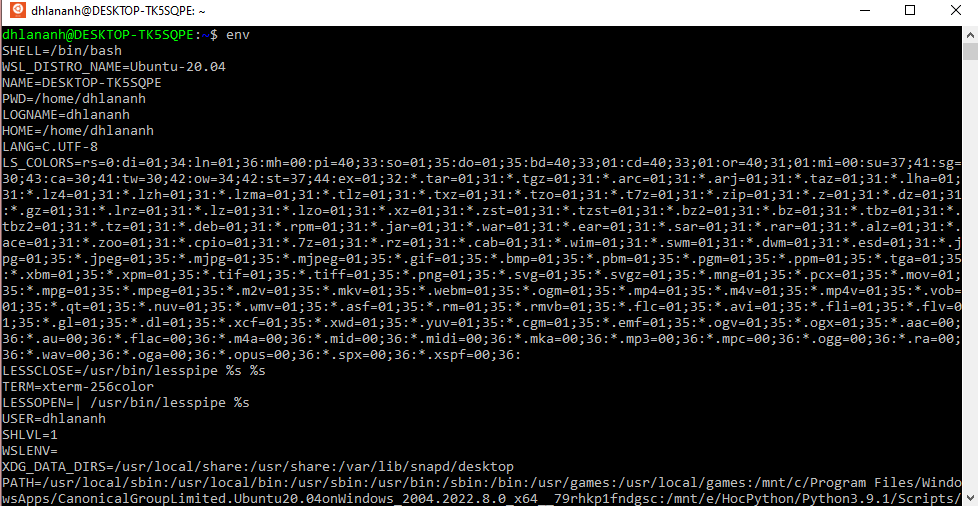 dhlananh@DESKTOP-TK5SQPE: ~
dhlananh@DESKTOP-TK5SQPE:~$ env
SHELL=/bin/bash
WSL_DISTRO_NAME=Ubuntu-20.04
NAME=DESKTOP-TK5SQPE
PWD=/home/dhlananh
LOGNAME=dhlananh
HOME=/home/dhlananh
LANG=C.UTF-8
LS_COLORS=rs=0:di=01;34:ln=01;36:mh=00:pi=40;33:so=01;35:do=01;35:bd=40;33;01:cd=40;33;01:or=40;31;01:mi=00:su=37;41:sg=
30;43:ca=30;41:tw=30;42:ow=34;42:st=37;44:ex=01;32:*.tar=01;31:*.tgz=01;31:*.arc=01;31:*.arj=01;31:*.taz=01;31:*.lha=01;
31:*.lz4=01;31:*.lzh=01;31:*.lzma=01;31:*.tlz=01;31:*.txz=01;31:*.tzo=01;31:*.t7z=01;31:*.zip=01;31:*.z=01;31:*.dz=01;31
:*.gz=01;31:*.lrz=01;31:*.lz=01;31:*.lzo=01;31:*.xz=01;31:*.zst=01;31:*.tzst=01;31:*.bz2=01;31:*.bz=01;31:*.tbz=01;31:*.
tbz2=01;31:*.tz=01;31:*.deb=01;31:*.rpm=01;31:*.jar=01;31:*.war=01;31:*.ear=01;31:*.sar=01;31:*.rar=01;31:*.alz=01;31:*.
ace=01;31:*.zoo=01;31:*.cpio=01;31:*.7z=01;31:*.rz=01;31:*.cab=01;31:*.wim=01;31:*.swm=01;31:*.dwm=01;31:*.esd=01;31:*.j
pg=01;35:*.jpeg=01;35:*.mjpg=01;35:*.mjpeg=01;35:*.gif=01;35:*.bmp=01;35:*.pbm=01;35:*.pgm=01;35:*.ppm=01;35:*.tga=01;35
:*.xbm=01;35:*.xpm=01;35:*.tif=01;35:*.tiff=01;35:*.png=01;35:*.svg=01;35:*.svgz=01;35:*.mng=01;35:*.pcx=01;35:*.mov=01;
35:*.mpg=01;35:*.mpeg=01;35:*.m2v=01;35:*.mkv=01;35:*.webm=01;35:*.ogm=01;35:*.mp4=01;35:*.m4v=01;35:*.mp4v=01;35:*.vob=
01;35:*.qt=01;35:*.nuv=01;35:*.wmv=01;35:*.asf=01;35:*.rm=01;35:*.rmvb=01;35:*.flc=01;35:*.avi=01;35:*.fli=01;35:*.flv=0
1;35:*.gl=01;35:*.dl=01;35:*.xcf=01;35:*.xwd=01;35:*.yuv=01;35:*.cgm=01;35:*.emf=01;35:*.ogv=01;35:*.ogx=01;35:*.aac=00;
36:*.au=00;36:*.flac=00;36:*.m4a=00;36:*.mid=00;36:*.midi=00;36:*.mka=00;36:*.mp3=00;36:*.mpc=00;36:*.ogg=00;36:*.ra=00;
36:*.wav=00;36:*.oga=00;36:*.opus=00;36:*.spx=00;36:*.xspf=00;36:
LESSCLOSE=/usr/bin/lesspipe %s %s
TERM=xterm-256color
LESSOPEN=| /usr/bin/lesspipe %s
USER=dhlananh
SHLVL=1
WSLENV=
XDG_DATA_DIRS=/usr/local/share:/usr/share:/var/lib/snapd/desktop
PATH=/usr/local/sbin:/usr/local/bin:/usr/sbin:/usr/bin:/sbin:/bin:/usr/games:/usr/local/games:/mnt/c/Program Files/Windo
wsApps/CanonicalGroupLimited.Ubuntu20.04onWindows_2004.2022.8.0_x64__79rhkp1fndgsc:/mnt/e/HocPython/Python3.9.1/Scripts/